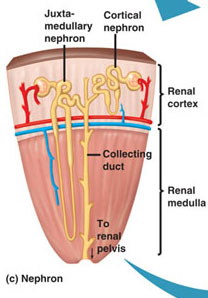 Juxta-
medullary
nephron
Cortical
nephron
Renal
cortex
Collecting
duct
Renal
medulla
To
renal
pelvis
(c) Nephron